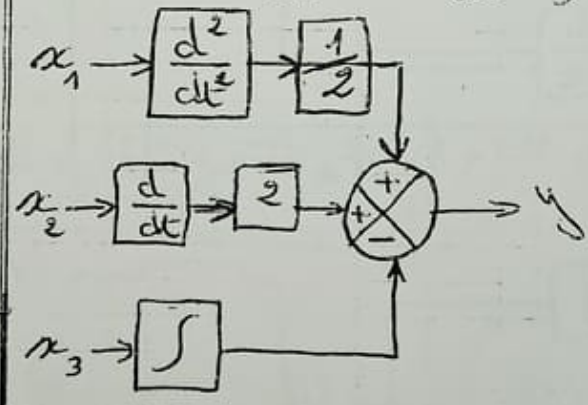 x₁ d²/dt² 1/2
+
x₂ d/dt 2 + y
−
x₃ ∫